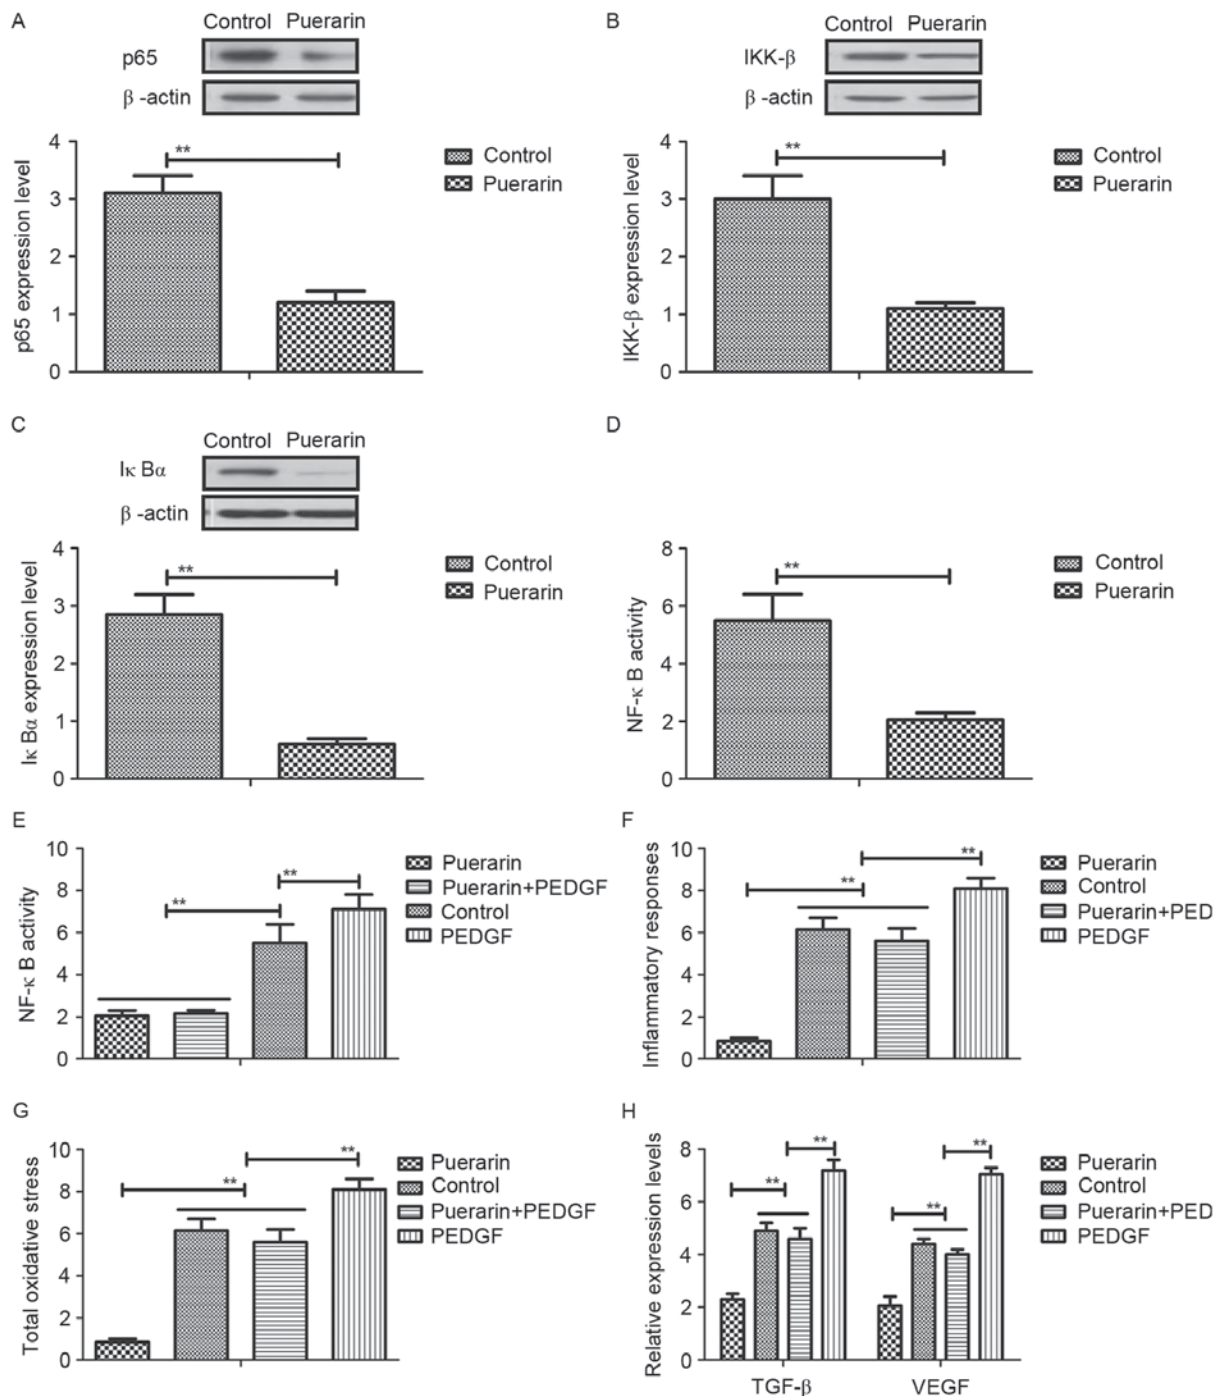 A
Control Puerarin
p65
β -actin
4
3
2
1
0
p65 expression level
**
Control
Puerarin
B
Control Puerarin
IKK-β
β -actin
4
3
2
1
0
IKK-β expression level
**
Control
Puerarin
C
Control Puerarin
Iκ Bα
β -actin
4
3
2
1
0
Iκ Bα expression level
**
Control
Puerarin
D
8
6
4
2
0
NF-κ B activity
**
Control
Puerarin
E
10
8
6
4
2
0
NF-κ B activity
**
**
Puerarin
Puerarin+PEDGF
Control
PEDGF
F
10
8
6
4
2
0
Inflammatory responses
**
**
Puerarin
Control
Puerarin+PED
PEDGF
G
10
8
6
4
2
0
Total oxidative stress
**
**
Puerarin
Control
Puerarin+PEDGF
PEDGF
H
8
6
4
2
0
Relative expression levels
**
**
**
**
TGF-β VEGF
Puerarin
Control
Puerarin+PED
PEDGF